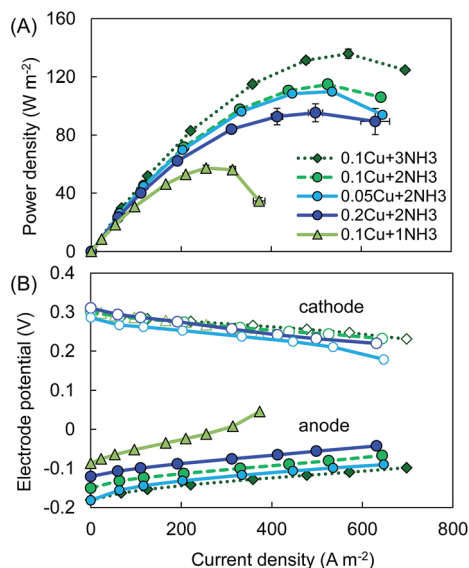 (A)
Power density (W m-2)
160
120
80
40
0
0.1Cu+3NH3
0.1Cu+2NH3
0.05Cu+2NH3
0.2Cu+2NH3
0.1Cu+1NH3
(B)
Electrode potential (V)
0.4
0.3
0.2
0.1
0
-0.1
-0.2
cathode
anode
0
200
400
600
800
Current density (A m-2)